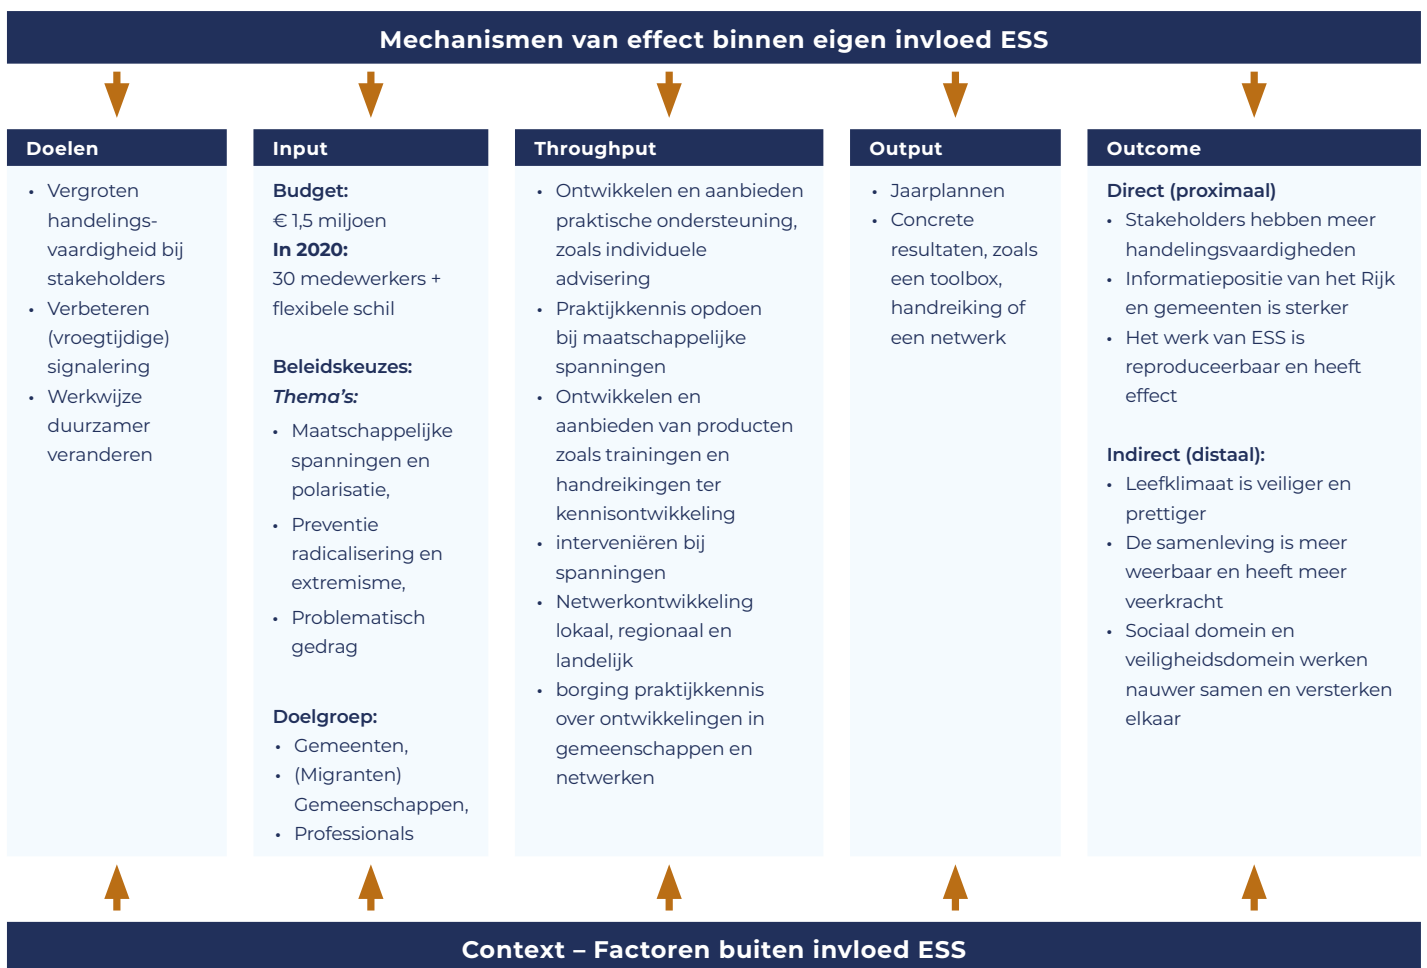 Mechanismen van effect binnen eigen invloed ESS
Doelen
• Vergroten
handelings-
vaardigheid bij
stakeholders
• Verbeteren
(vroegtijdige)
signalering
• Werkwijze
duurzamer
veranderen
Input
Budget:
€ 1,5 miljoen
In 2020:
30 medewerkers +
flexibele schil
Beleidskeuzes:
Thema's:
• Maatschappelijke
spanningen en
polarisatie,
• Preventie
radicalisering en
extremisme,
• Problematisch
gedrag
Doelgroep:
• Gemeenten,
• (Migranten)
Gemeenschappen,
• Professionals
Throughput
• Ontwikkelen en aanbieden
praktische ondersteuning,
zoals individuele
advisering
• Praktijkkennis opdoen
bij maatschappelijke
spanningen
• Ontwikkelen en
aanbieden van producten
zoals trainingen en
handreikingen ter
kennisontwikkeling
• interveniëren bij
spanningen
• Netwerkontwikkeling
lokaal, regionaal en
landelijk
• borging praktijkkennis
over ontwikkelingen in
gemeenschappen en
netwerken
Output
• Jaarplannen
• Concrete
resultaten, zoals
een toolbox,
handreiking of
een netwerk
Outcome
Direct (proximaal)
• Stakeholders hebben meer
handelingsvaardigheden
• Informatiepositie van het Rijk
en gemeenten is sterker
• Het werk van ESS is
reproduceerbaar en heeft
effect
Indirect (distaal):
• Leefklimaat is veiliger en
prettiger
• De samenleving is meer
weerbaar en heeft meer
veerkracht
• Sociaal domein en
veiligheidsdomein werken
nauwer samen en versterken
elkaar
Context – Factoren buiten invloed ESS